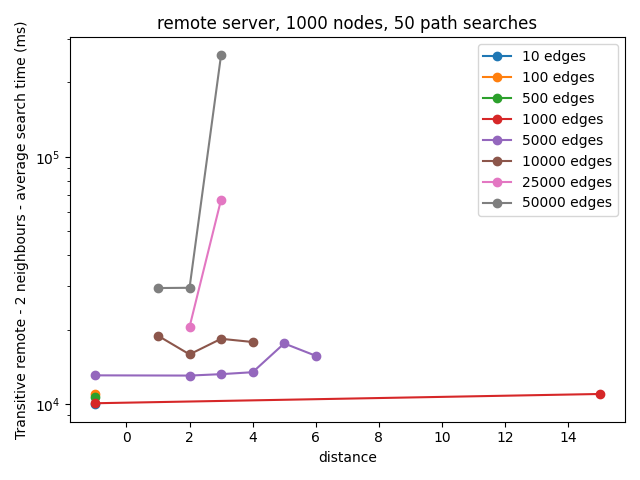 remote server, 1000 nodes, 50 path searches
Transitive remote - 2 neighbours - average search time (ms)
10^5
10^4
10 edges
100 edges
500 edges
1000 edges
5000 edges
10000 edges
25000 edges
50000 edges
0 2 4 6 8 10 12 14
distance